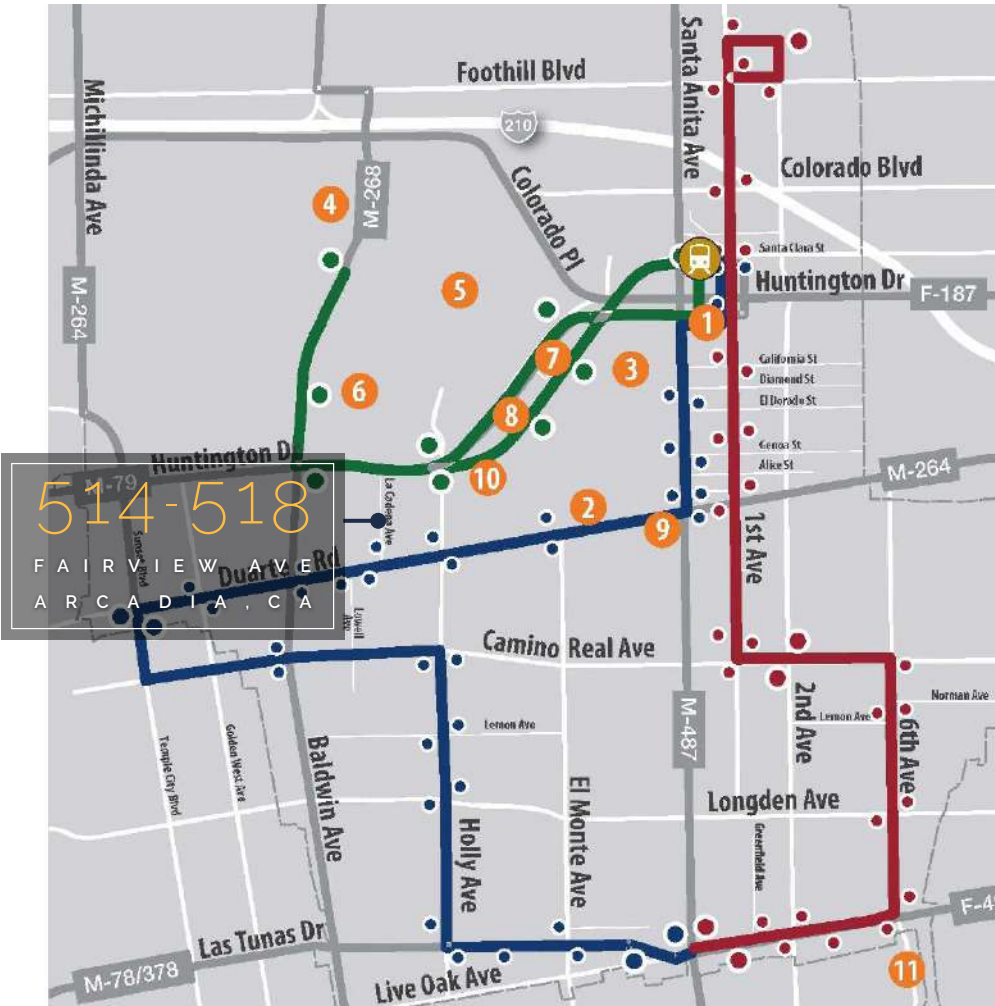 Foothill Blvd
Santa Anita Ave
Michillinda Ave
210
Colorado Blvd
M-268
Colorado Pl
4
Santa Clara St
5
Huntington Dr
F-187
M-264
1
7
3
California St
Diamond St
6
El Dorado St
8
Genoa St
Huntington Dr
Alice St
M-264
M-79
10
La Cadena Ave
514-518
2
9
1st Ave
Sunset Blvd
FAIRVIEW AVE
Duarte Rd
ARCADIA, CA
Lowell Ave
Camino Real Ave
2nd Ave
Norman Ave
M-487
Lemon Ave
6th Ave
Lemon Ave
Temple City Blvd
Golden West Ave
Baldwin Ave
El Monte Ave
Longden Ave
Holly Ave
Greenfield Ave
F-4
Las Tunas Dr
M-78/378
Live Oak Ave
11